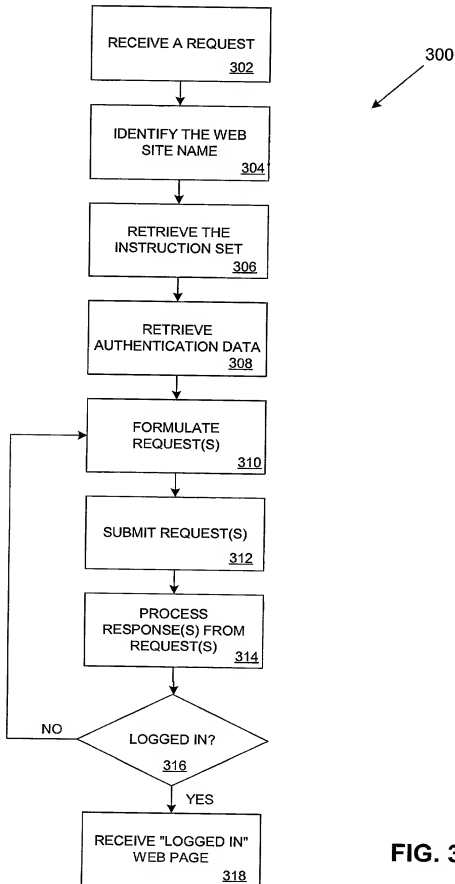 RECEIVE A REQUEST
302
300
IDENTIFY THE WEB
SITE NAME
304
RETRIEVE THE
INSTRUCTION SET
306
RETRIEVE
AUTHENTICATION DATA
308
FORMULATE
REQUEST(S)
310
SUBMIT REQUEST(S)
312
PROCESS
RESPONSE(S) FROM
REQUEST(S)
314
NO
LOGGED IN?
316
YES
RECEIVE "LOGGED IN"
WEB PAGE
318
FIG. 3